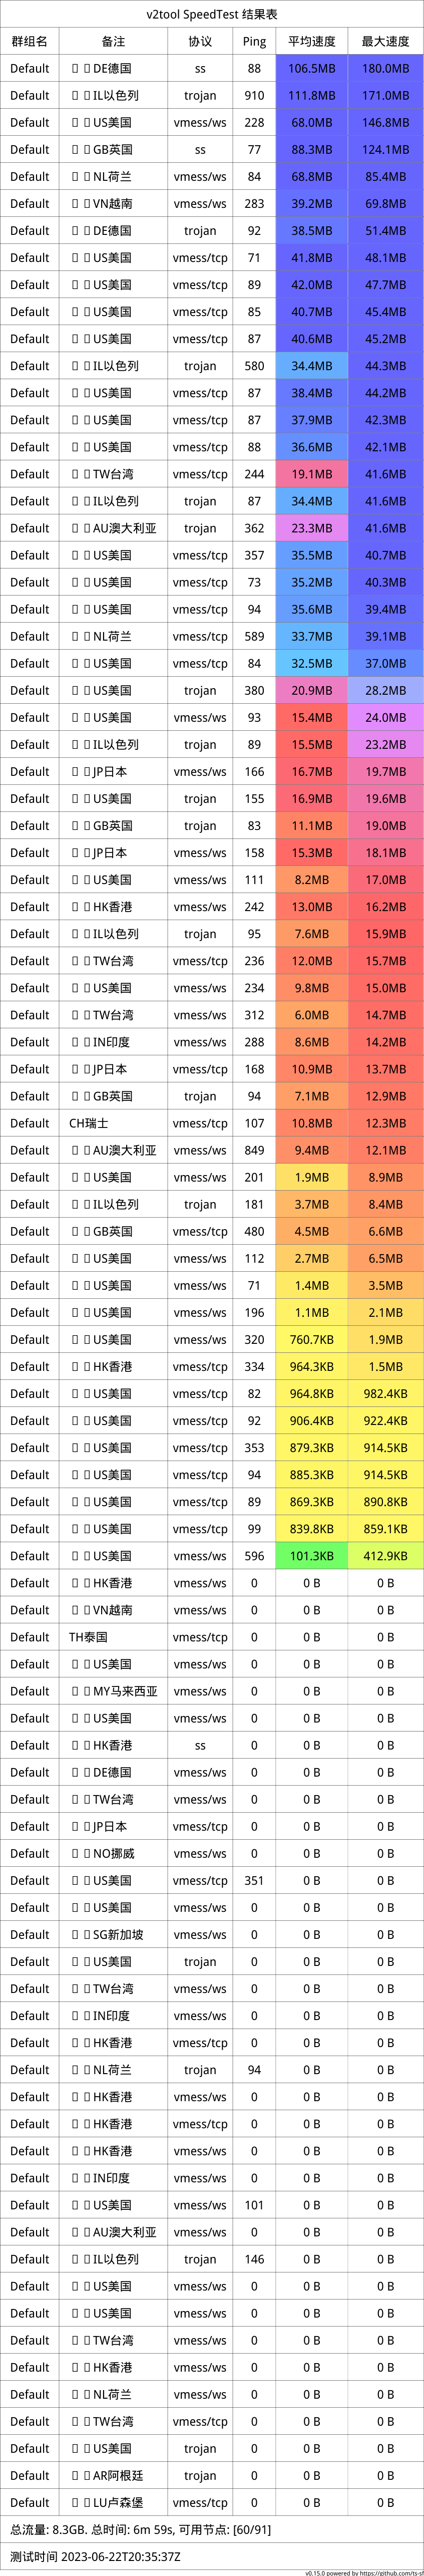 v2tool SpeedTest 结果表
群组名 备注 协议 Ping 平均速度 最大速度
Default DE德国 ss 88 106.5MB 180.0MB
Default IL以色列 trojan 910 111.8MB 171.0MB
Default US美国 vmess/ws 228 68.0MB 146.8MB
Default GB英国 ss 77 88.3MB 124.1MB
Default NL荷兰 vmess/ws 84 68.8MB 85.4MB
Default VN越南 vmess/ws 283 39.2MB 69.8MB
Default DE德国 trojan 92 38.5MB 51.4MB
Default US美国 vmess/tcp 71 41.8MB 48.1MB
Default US美国 vmess/tcp 89 42.0MB 47.7MB
Default US美国 vmess/tcp 85 40.7MB 45.4MB
Default US美国 vmess/tcp 87 40.6MB 45.2MB
Default IL以色列 trojan 580 34.4MB 44.3MB
Default US美国 vmess/tcp 87 38.4MB 44.2MB
Default US美国 vmess/tcp 87 37.9MB 42.3MB
Default US美国 vmess/tcp 88 36.6MB 42.1MB
Default TW台湾 vmess/tcp 244 19.1MB 41.6MB
Default IL以色列 trojan 87 34.4MB 41.6MB
Default AU澳大利亚 trojan 362 23.3MB 41.6MB
Default US美国 vmess/tcp 357 35.5MB 40.7MB
Default US美国 vmess/tcp 73 35.2MB 40.3MB
Default US美国 vmess/tcp 94 35.6MB 39.4MB
Default NL荷兰 vmess/tcp 589 33.7MB 39.1MB
Default US美国 vmess/tcp 84 32.5MB 37.0MB
Default US美国 trojan 380 20.9MB 28.2MB
Default US美国 vmess/ws 93 15.4MB 24.0MB
Default IL以色列 trojan 89 15.5MB 23.2MB
Default JP日本 vmess/ws 166 16.7MB 19.7MB
Default US美国 trojan 155 16.9MB 19.6MB
Default GB英国 trojan 83 11.1MB 19.0MB
Default JP日本 vmess/ws 158 15.3MB 18.1MB
Default US美国 vmess/ws 111 8.2MB 17.0MB
Default HK香港 vmess/ws 242 13.0MB 16.2MB
Default IL以色列 trojan 95 7.6MB 15.9MB
Default TW台湾 vmess/tcp 236 12.0MB 15.7MB
Default US美国 vmess/ws 234 9.8MB 15.0MB
Default TW台湾 vmess/ws 312 6.0MB 14.7MB
Default IN印度 vmess/ws 288 8.6MB 14.2MB
Default JP日本 vmess/tcp 168 10.9MB 13.7MB
Default GB英国 trojan 94 7.1MB 12.9MB
Default CH瑞士 vmess/tcp 107 10.8MB 12.3MB
Default AU澳大利亚 vmess/ws 849 9.4MB 12.1MB
Default US美国 vmess/ws 201 1.9MB 8.9MB
Default IL以色列 trojan 181 3.7MB 8.4MB
Default GB英国 vmess/tcp 480 4.5MB 6.6MB
Default US美国 vmess/ws 112 2.7MB 6.5MB
Default US美国 vmess/ws 71 1.4MB 3.5MB
Default US美国 vmess/ws 196 1.1MB 2.1MB
Default US美国 vmess/ws 320 760.7KB 1.9MB
Default HK香港 vmess/tcp 334 964.3KB 1.5MB
Default US美国 vmess/tcp 82 964.8KB 982.4KB
Default US美国 vmess/tcp 92 906.4KB 922.4KB
Default US美国 vmess/tcp 353 879.3KB 914.5KB
Default US美国 vmess/tcp 94 885.3KB 914.5KB
Default US美国 vmess/tcp 89 869.3KB 890.8KB
Default US美国 vmess/tcp 99 839.8KB 859.1KB
Default US美国 vmess/ws 596 101.3KB 412.9KB
Default HK香港 vmess/ws 0 0 B 0 B
Default VN越南 vmess/ws 0 0 B 0 B
Default TH泰国 vmess/tcp 0 0 B 0 B
Default US美国 vmess/ws 0 0 B 0 B
Default MY马来西亚 vmess/ws 0 0 B 0 B
Default US美国 vmess/ws 0 0 B 0 B
Default HK香港 ss 0 0 B 0 B
Default DE德国 vmess/ws 0 0 B 0 B
Default TW台湾 vmess/ws 0 0 B 0 B
Default JP日本 vmess/tcp 0 0 B 0 B
Default NO挪威 vmess/ws 0 0 B 0 B
Default US美国 vmess/tcp 351 0 B 0 B
Default US美国 vmess/ws 0 0 B 0 B
Default SG新加坡 vmess/ws 0 0 B 0 B
Default US美国 trojan 0 0 B 0 B
Default TW台湾 vmess/ws 0 0 B 0 B
Default IN印度 vmess/ws 0 0 B 0 B
Default HK香港 vmess/tcp 0 0 B 0 B
Default NL荷兰 trojan 94 0 B 0 B
Default HK香港 vmess/ws 0 0 B 0 B
Default HK香港 vmess/tcp 0 0 B 0 B
Default HK香港 vmess/ws 0 0 B 0 B
Default IN印度 vmess/ws 0 0 B 0 B
Default US美国 vmess/ws 101 0 B 0 B
Default AU澳大利亚 vmess/ws 0 0 B 0 B
Default IL以色列 trojan 146 0 B 0 B
Default US美国 vmess/ws 0 0 B 0 B
Default US美国 vmess/ws 0 0 B 0 B
Default TW台湾 vmess/ws 0 0 B 0 B
Default HK香港 vmess/ws 0 0 B 0 B
Default NL荷兰 vmess/ws 0 0 B 0 B
Default TW台湾 vmess/tcp 0 0 B 0 B
Default US美国 trojan 0 0 B 0 B
Default AR阿根廷 trojan 0 0 B 0 B
Default LU卢森堡 vmess/tcp 0 0 B 0 B
总流量: 8.3GB. 总时间: 6m 59s, 可用节点: [60/91]
测试时间 2023-06-22T20:35:37Z
v0.15.0 powered by https://github.com/ts-sf